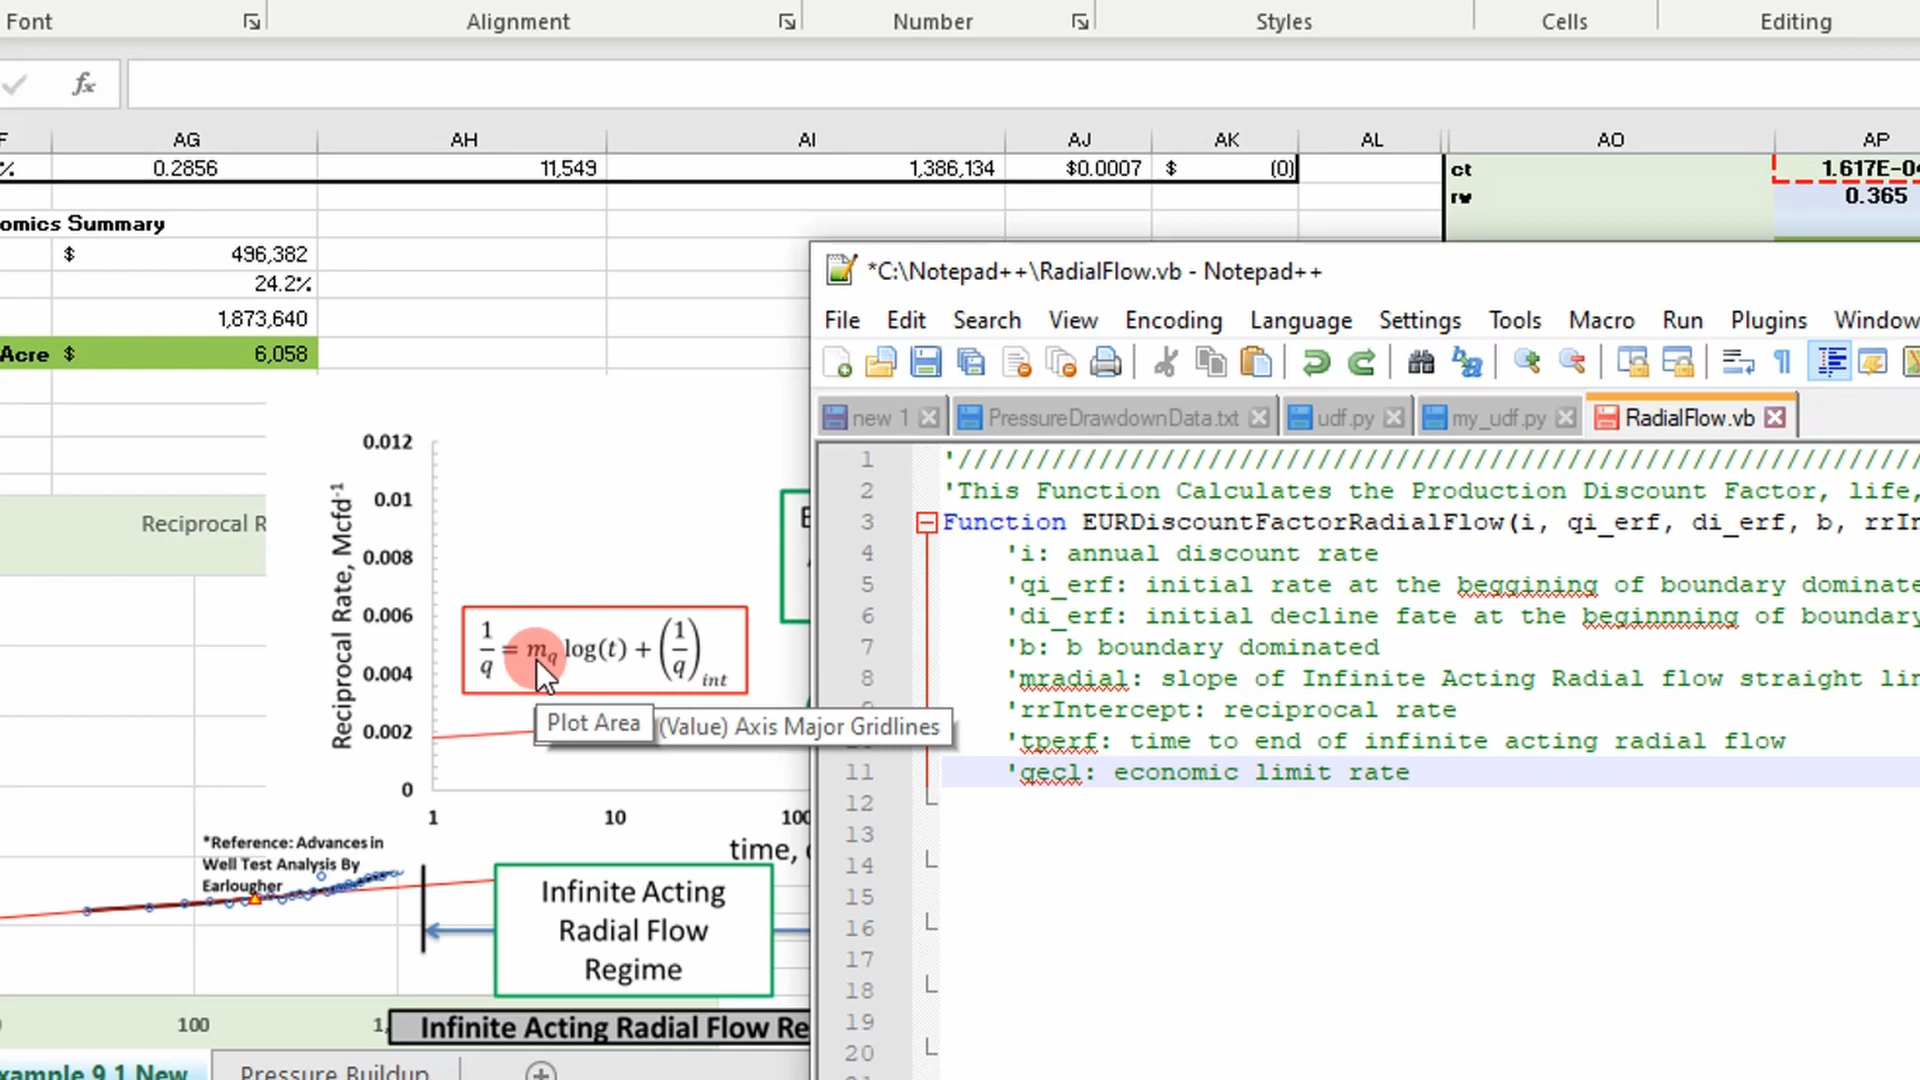 Font Alignment Number Styles Cells Editing
fx
F AG AH AI AJ AK AL AO AP
% 0.2856 11,549 1,386,134 $0.0007 $ (0) ct 1.617E-04
rw 0.365
omics Summary
$ 496,382
24.2%
1,873,640
Acre $ 6,058
*C:\Notepad++\RadialFlow.vb - Notepad++
File Edit Search View Encoding Language Settings Tools Macro Run Plugins Window
new 1 PressureDrawdownData.txt udf.py my_udf.py RadialFlow.vb
1 '//////////////////////////////////////////////////////////////
2 'This Function Calculates the Production Discount Factor, life,
3 Function EURDiscountFactorRadialFlow(i, qi_erf, di_erf, b, rrIn
4 'i: annual discount rate
5 'qi_erf: initial rate at the beggining of boundary dominate
6 'di_erf: initial decline fate at the beginnning of boundary
7 'b: b boundary dominated
8 'mradial: slope of Infinite Acting Radial flow straight lin
'rrIntercept: reciprocal rate
'tperf: time to end of infinite acting radial flow
11 'qecl: economic limit rate
12
13
14
15
16
17
18
19
20
Reciprocal R
Reciprocal Rate, Mcfd-1
0.012
0.01
0.008
0.006
0.004
0.002
0
1 10 100
time,
1/q = mq log(t) + (1/q)int
Plot Area
(Value) Axis Major Gridlines
*Reference: Advances in
Well Test Analysis By
Earlougher
Infinite Acting
Radial Flow
Regime
100 1,
Infinite Acting Radial Flow Re
xample 9.1 New Pressure Buildup